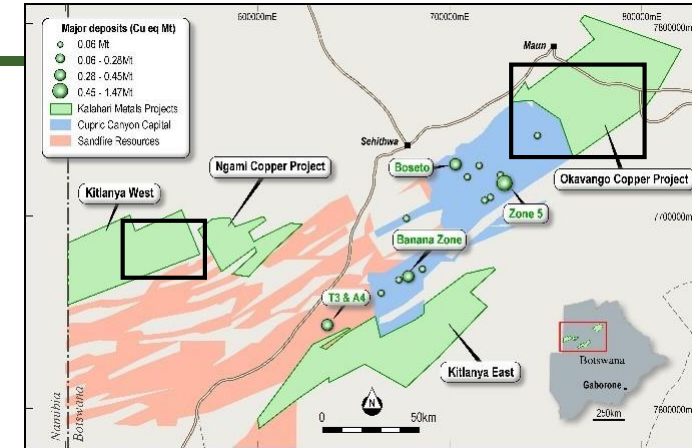 600000mE
700000mE
800000mE
Major deposits (Cu eq Mt)
0.06 Mt
0.06 - 0.28Mt
0.28 - 0.45Mt
0.45 - 1.47Mt
Kalahari Metals Projects
Cupric Canyon Capital
Sandfire Resources
7800000m
Maun
Sehithwa
Ngami Copper Project
Boseto
Okavango Copper Project
Kitlanya West
Zone 5
7700000m
Banana Zone
T3 & A4
Kitlanya East
Botswana
Gaborone
250km
Namibia
Botswana
N
0
50km
7600000m